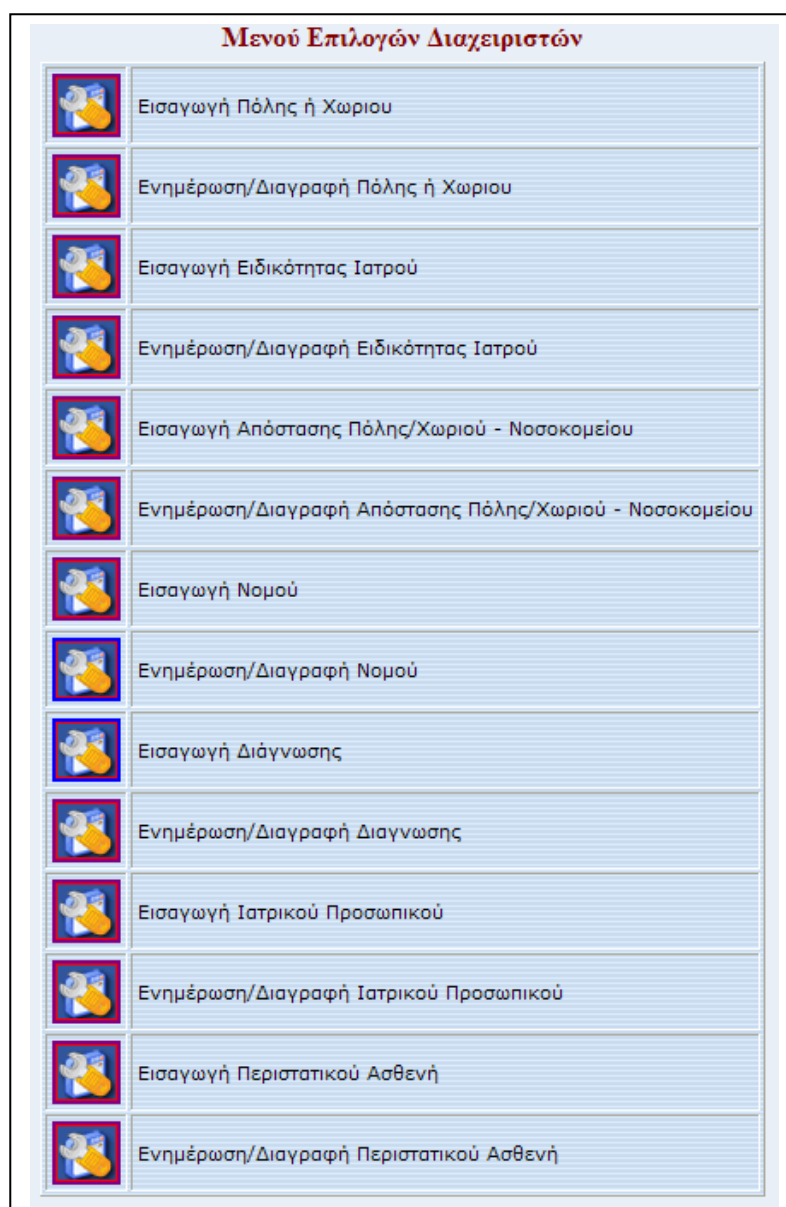 Μενού Επιλογών Διαχειριστών
Εισαγωγή Πόλης ή Χωριου
Ενημέρωση/Διαγραφή Πόλης ή Χωριου
Εισαγωγή Ειδικότητας Ιατρού
Ενημέρωση/Διαγραφή Ειδικότητας Ιατρού
Εισαγωγή Απόστασης Πόλης/Χωριού - Νοσοκομείου
Ενημέρωση/Διαγραφή Απόστασης Πόλης/Χωριού - Νοσοκομείου
Εισαγωγή Νομού
Ενημέρωση/Διαγραφή Νομού
Εισαγωγή Διάγνωσης
Ενημέρωση/Διαγραφή Διαγνωσης
Εισαγωγή Ιατρικού Προσωπικού
Ενημέρωση/Διαγραφή Ιατρικού Προσωπικού
Εισαγωγή Περιστατικού Ασθενή
Ενημέρωση/Διαγραφή Περιστατικού Ασθενή